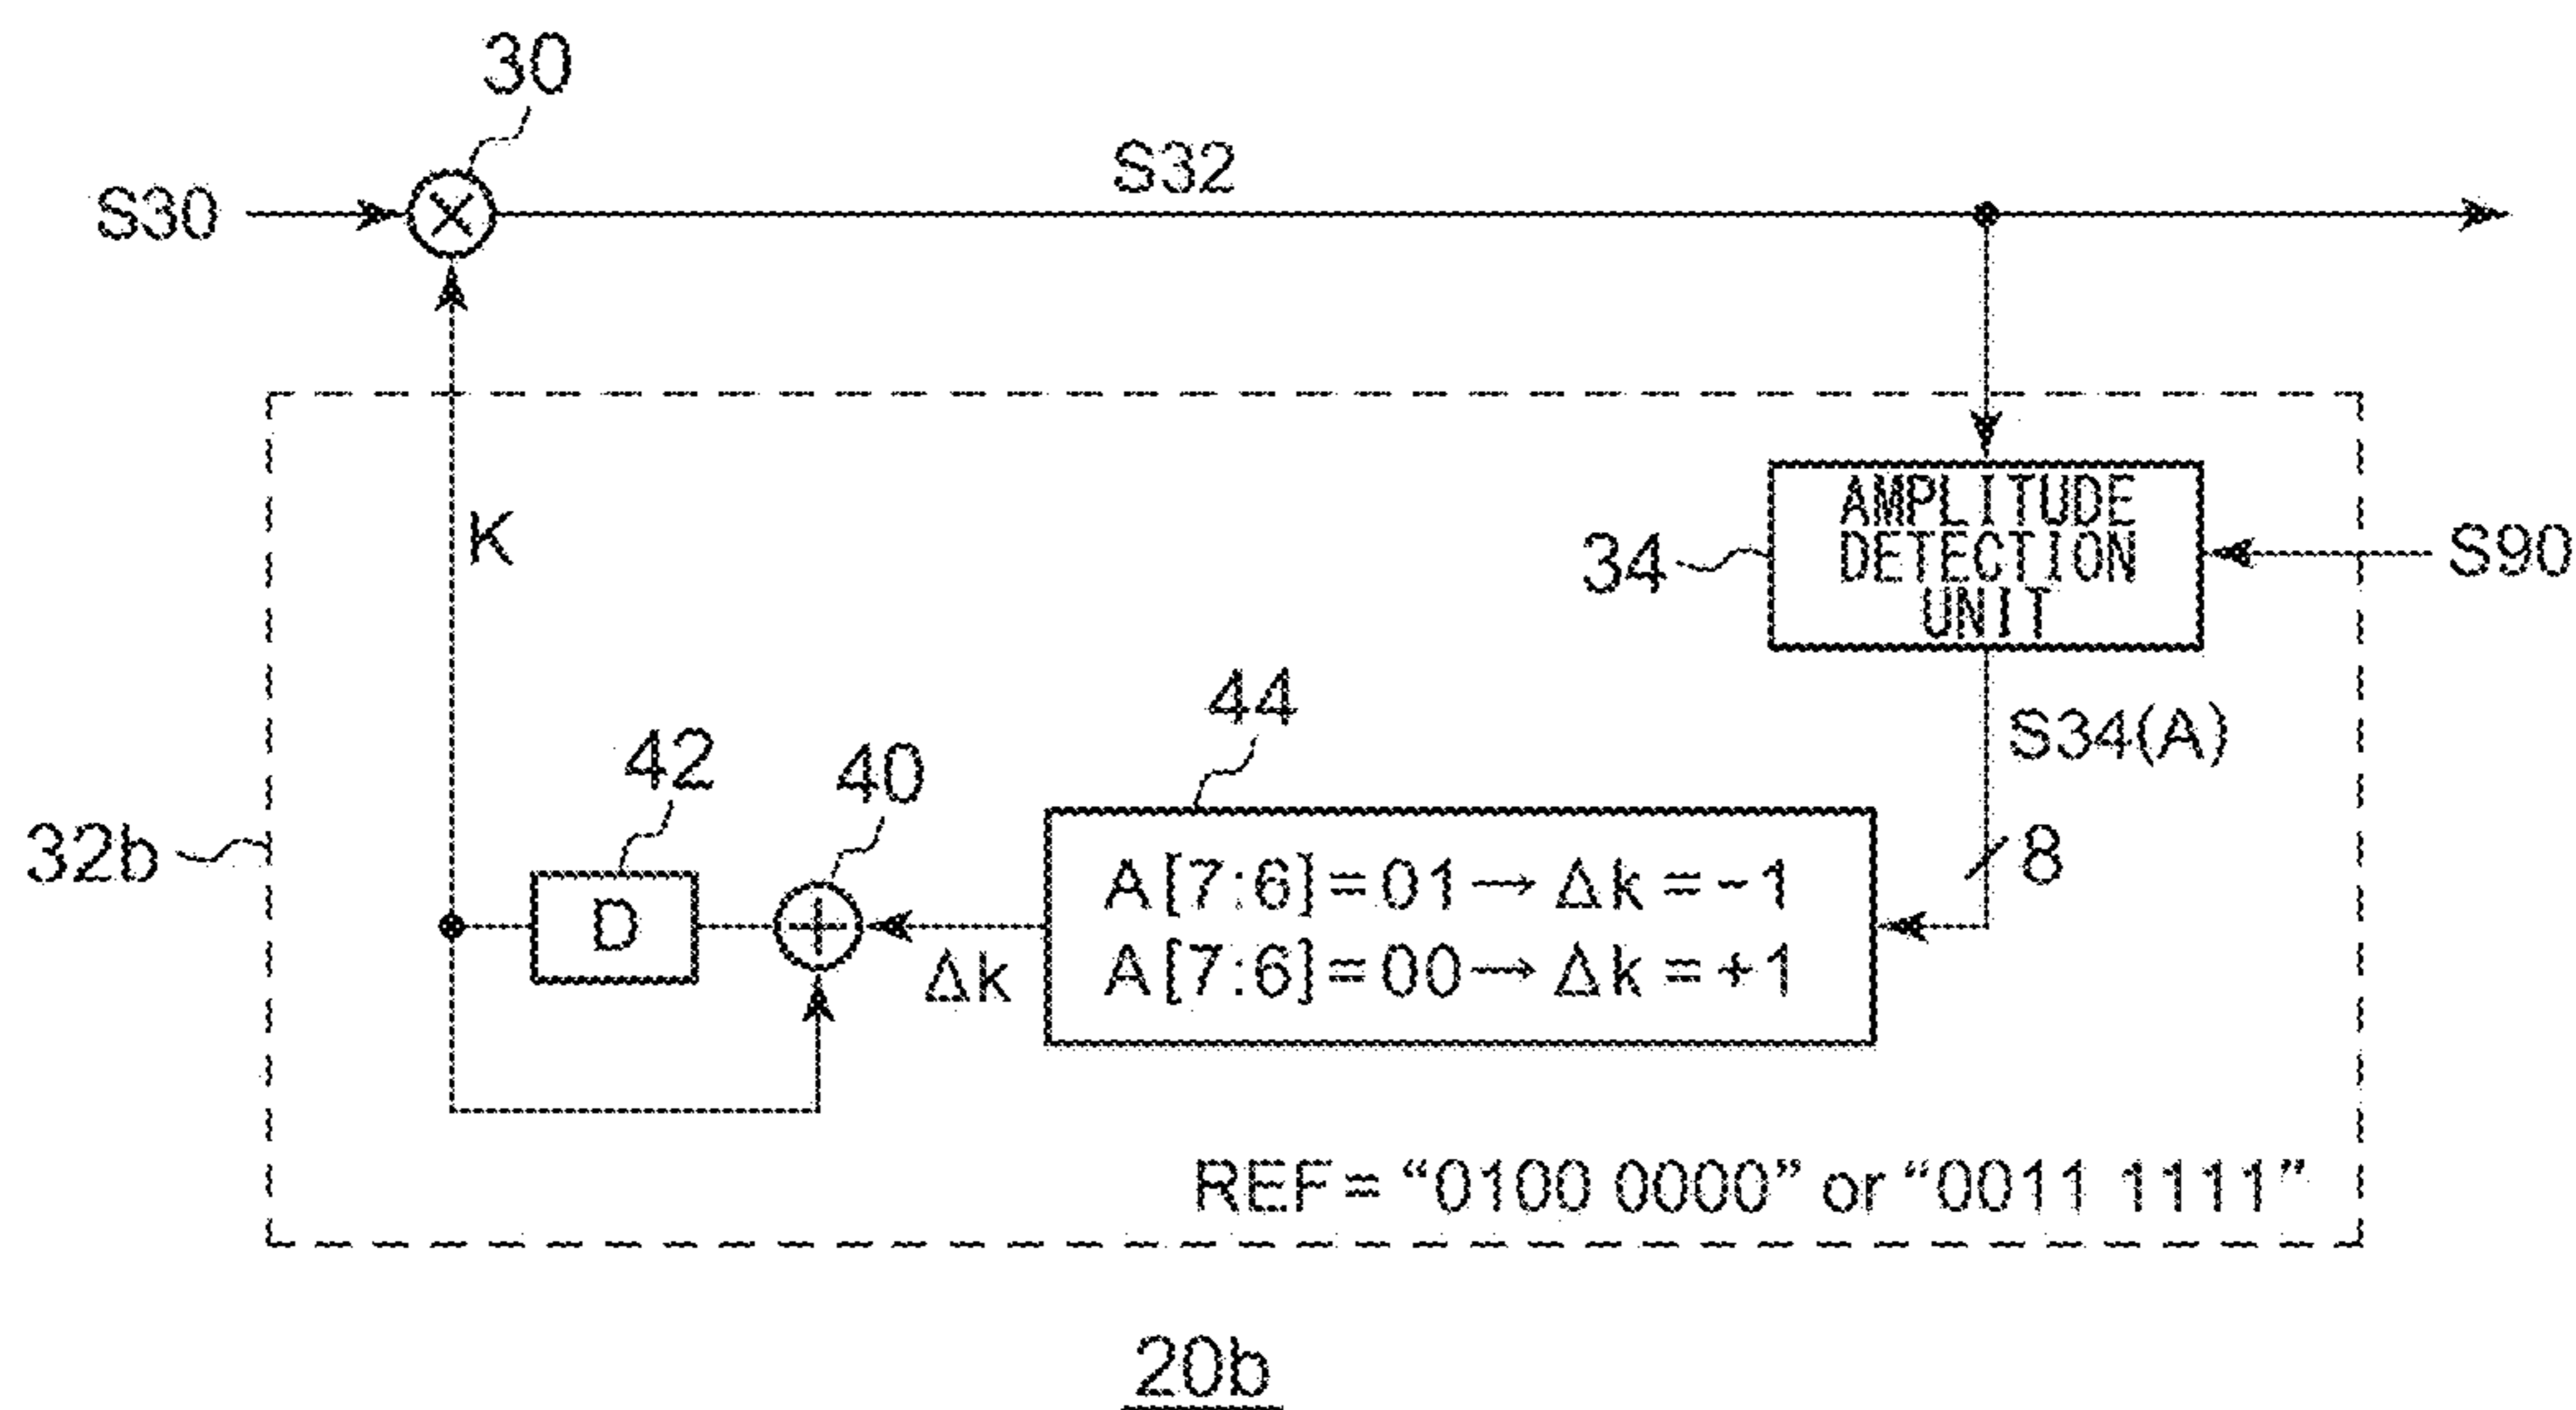 30
S30
S32
K
AMPLITUDE
DETECTION
UNIT
34
S90
S34(A)
44
42
40
8
32b
D
Δk
A[7:6]=01→Δk=-1
A[7:6]=00→Δk=+1
REF= “0100 0000” or “0011 1111”
20b